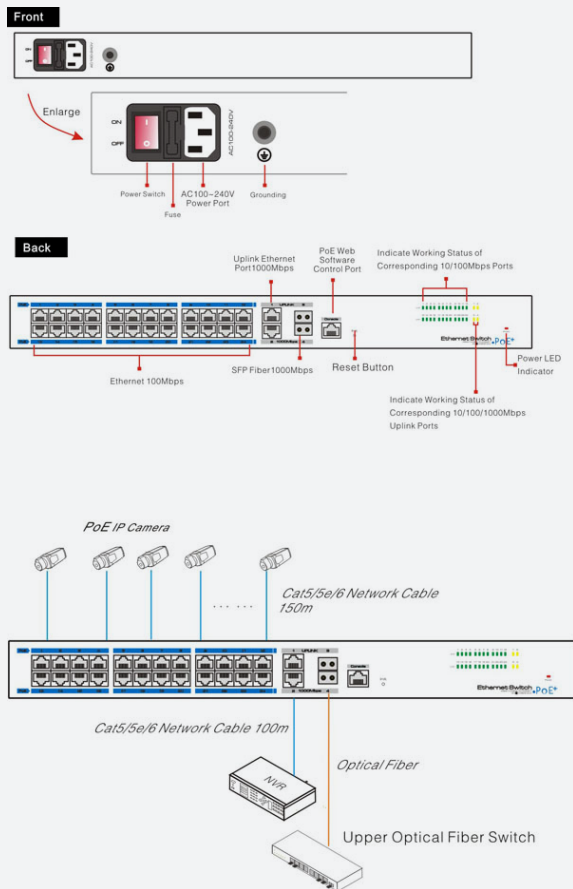 Front
ON
OFF
AC100-240V
Enlarge
ON
OFF
AC100-240V
Power Switch
Fuse
AC100~240V
Power Port
Grounding
Back
Uplink Ethernet
Port1000Mbps
PoE Web
Software
Control Port
Indicate Working Status of
Corresponding 10/100Mbps Ports
UPLINK
Console
1000Mbps
Ethernet Switch
PoE+
Ethernet 100Mbps
SFP Fiber1000Mbps
Reset Button
Power LED
Indicator
Indicate Working Status of
Corresponding 10/100/1000Mbps
Uplink Ports
PoE IP Camera
... ...
Cat5/5e/6 Network Cable
150m
UPLINK
Console
1000Mbps
Ethernet Switch
PoE+
Cat5/5e/6 Network Cable 100m
Optical Fiber
NVR
Upper Optical Fiber Switch